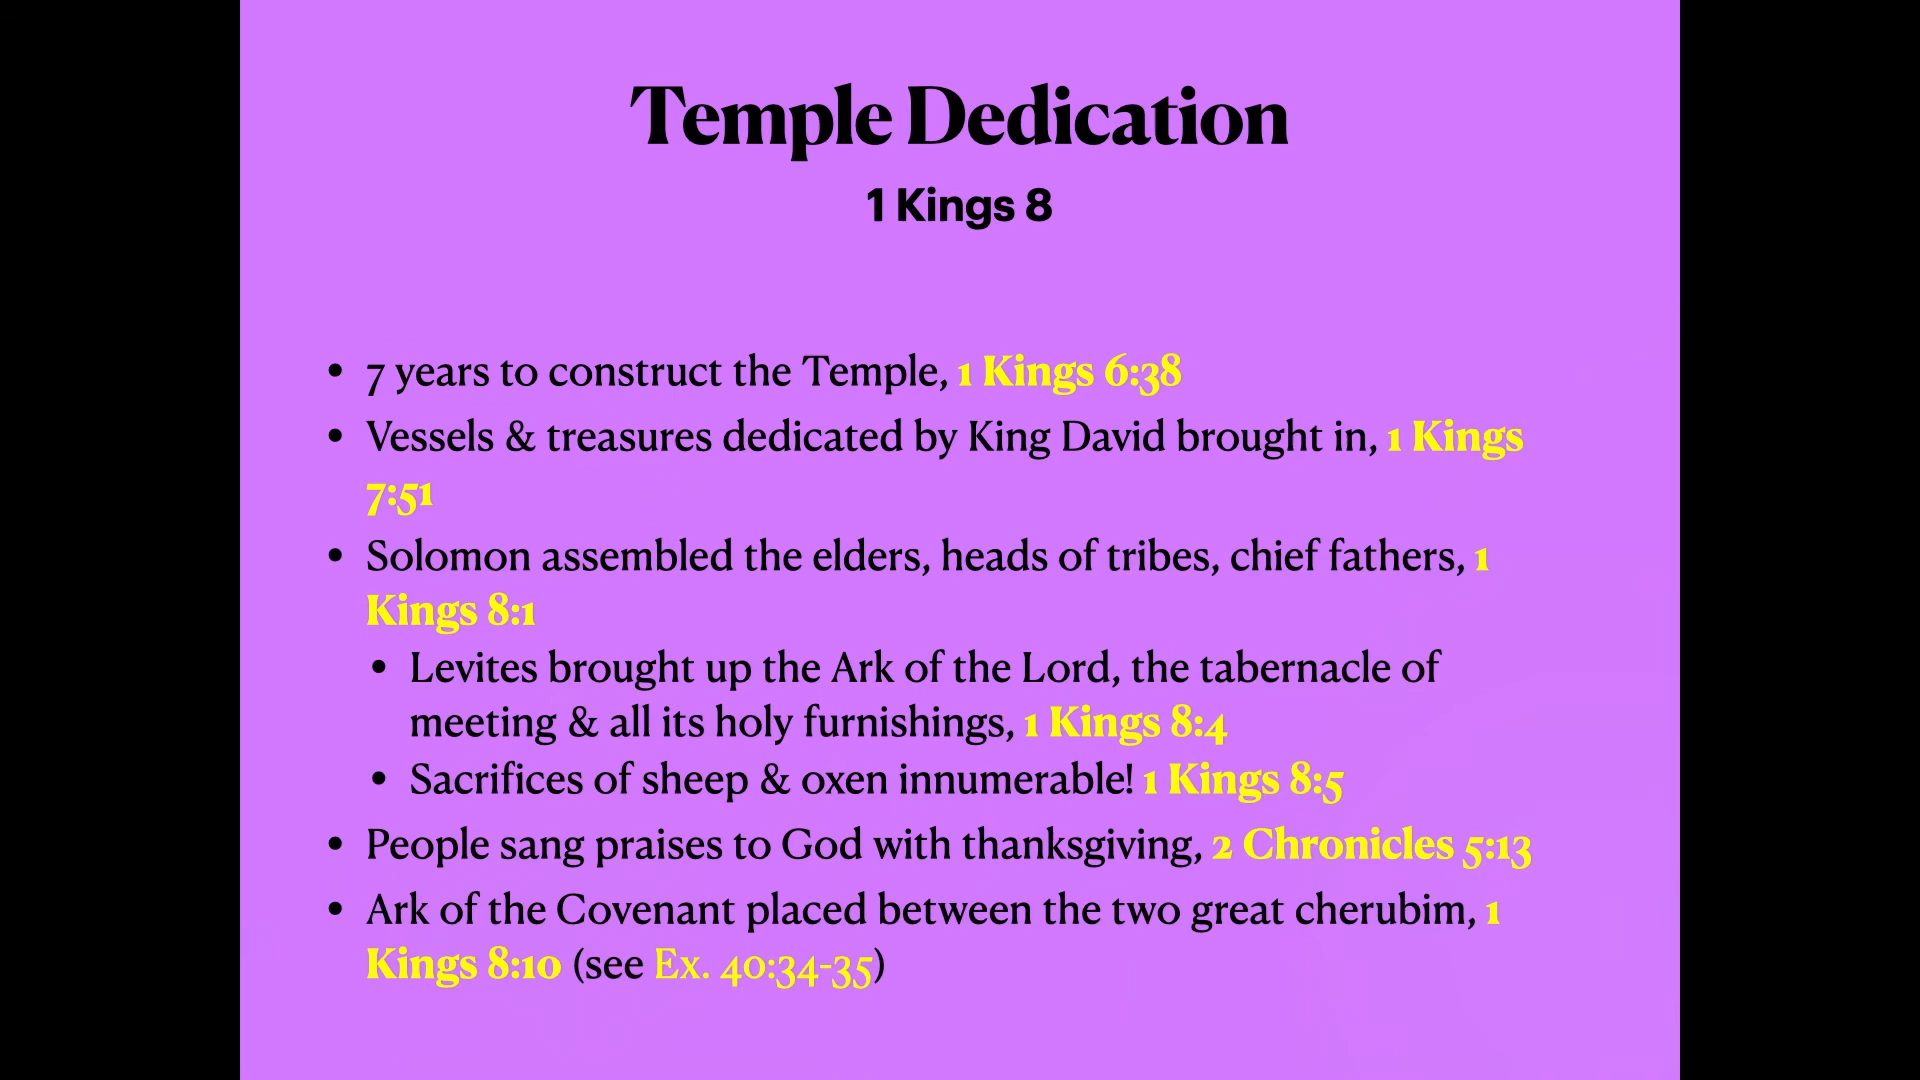 Temple Dedication
1 Kings 8
• 7 years to construct the Temple, 1 Kings 6:38
• Vessels & treasures dedicated by King David brought in, 1 Kings
7:51
• Solomon assembled the elders, heads of tribes, chief fathers, 1
Kings 8:1
• Levites brought up the Ark of the Lord, the tabernacle of
meeting & all its holy furnishings, 1 Kings 8:4
• Sacrifices of sheep & oxen innumerable! 1 Kings 8:5
• People sang praises to God with thanksgiving, 2 Chronicles 5:13
• Ark of the Covenant placed between the two great cherubim, 1
Kings 8:10 (see Ex. 40:34-35)